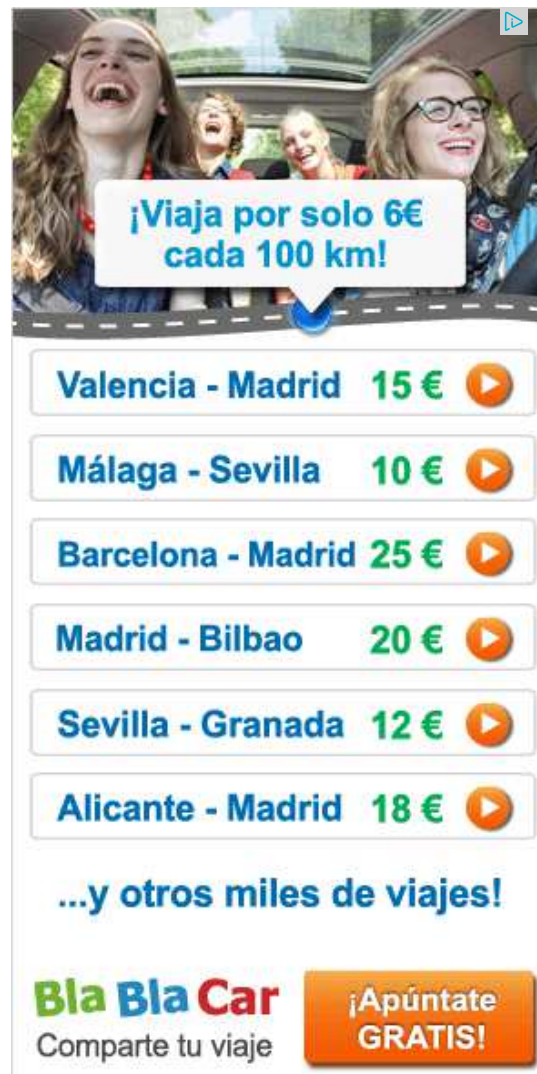 ¡Viaja por solo 6€
cada 100 km!
Valencia - Madrid 15 €
Málaga - Sevilla 10 €
Barcelona - Madrid 25 €
Madrid - Bilbao 20 €
Sevilla - Granada 12 €
Alicante - Madrid 18 €
...y otros miles de viajes!
Bla Bla Car
Comparte tu viaje
¡Apúntate
GRATIS!